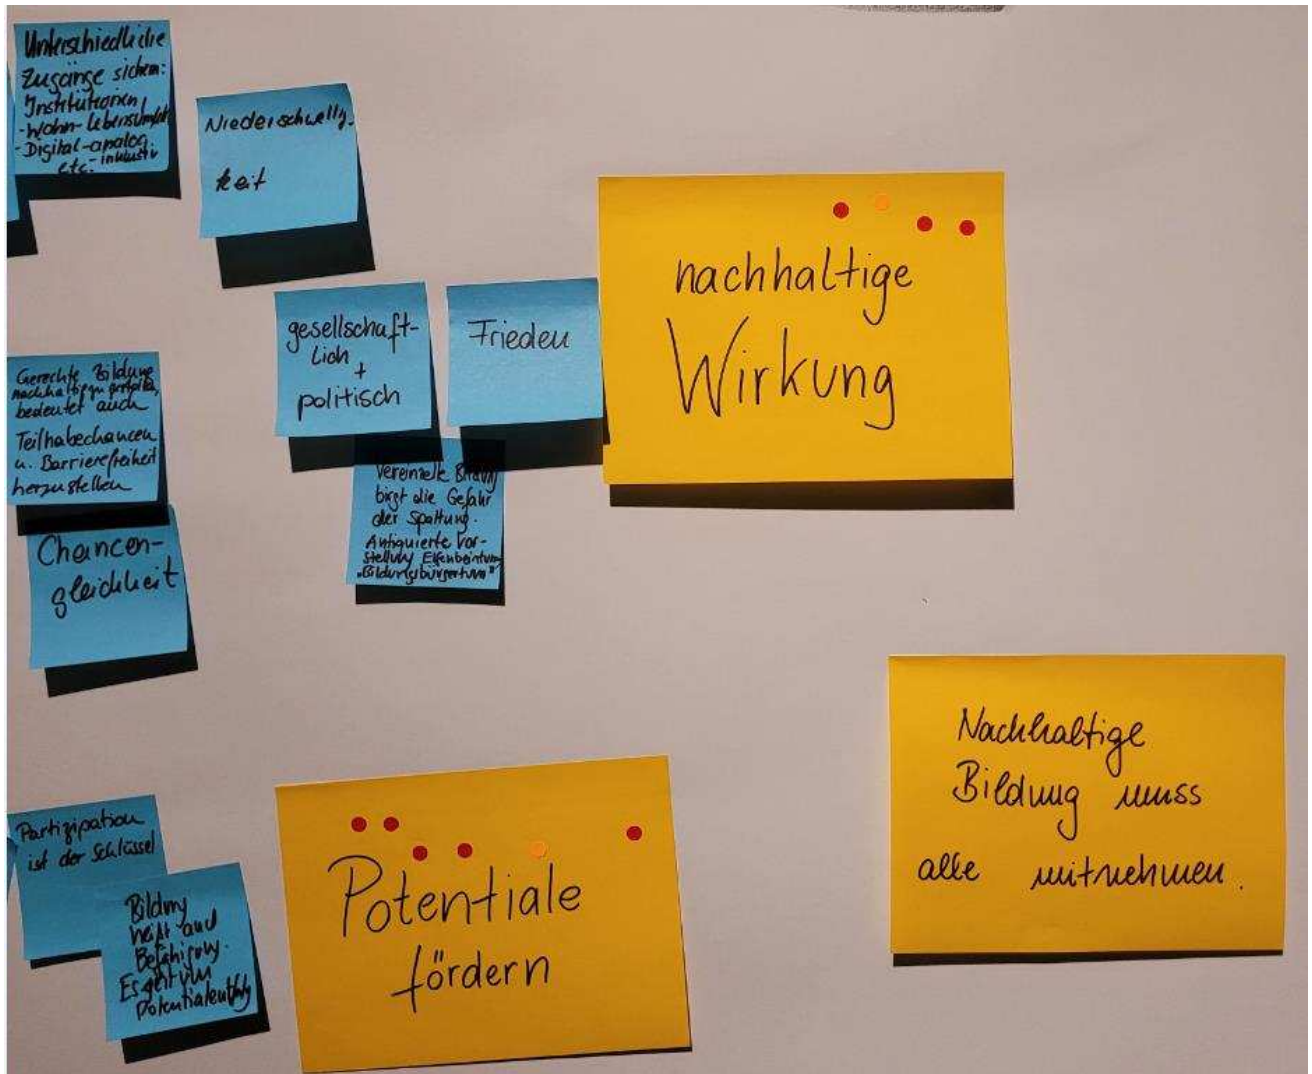 Unterschiedliche
Zugänge sichern:
Institutionen,
- Wohn-Lebensumfeld
- Digital-analog.
etc. - inklusiv
Niederschwellig-
keit
nachhaltige
Wirkung
gesellschaft-
lich
+
politisch
Frieden
Gerechte Bildung
nachhaltig zu gestalten,
bedeutet auch
Teilhabechancen
u. Barrierefreiheit
herzustellen
Vereinzelte Bildung
birgt die Gefahr
der Spaltung.
Antiquierte Vor-
stellung Elfenbeinturm
„Bildungsbürgertum"
Chancen-
gleichheit
Nachhaltige
Bildung muss
alle mitnehmen.
Partizipation
ist der Schlüssel
Bildung
heißt auch
Befähigung.
Es geht um
Potentialentfaltung
Potentiale
fördern